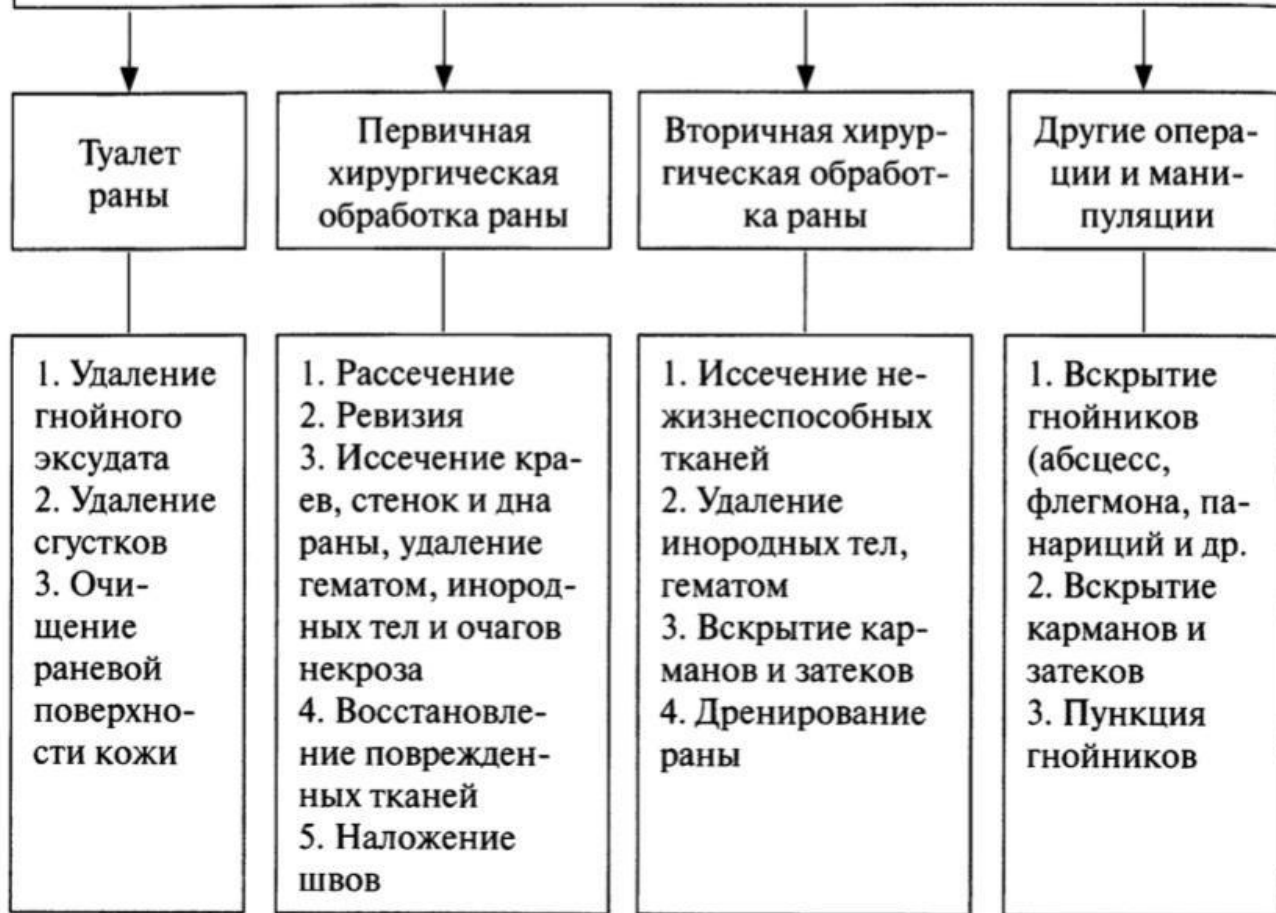 Туалет
раны
Первичная
хирургическая
обработка раны
Вторичная хирур-
гическая обработ-
ка раны
Другие опера-
ции и мани-
пуляции
1. Удаление
гнойного
эксудата
2. Удаление
сгустков
3. Очи-
щение
раневой
поверхно-
сти кожи
1. Рассечение
2. Ревизия
3. Иссечение кра-
ев, стенок и дна
раны, удаление
гематом, инород-
ных тел и очагов
некроза
4. Восстановле-
ние поврежден-
ных тканей
5. Наложение
швов
1. Иссечение не-
жизнеспособных
тканей
2. Удаление
инородных тел,
гематом
3. Вскрытие кар-
манов и затеков
4. Дренирование
раны
1. Вскрытие
гнойников
(абсцесс,
флегмона, па-
нариций и др.
2. Вскрытие
карманов и
затеков
3. Пункция
гнойников